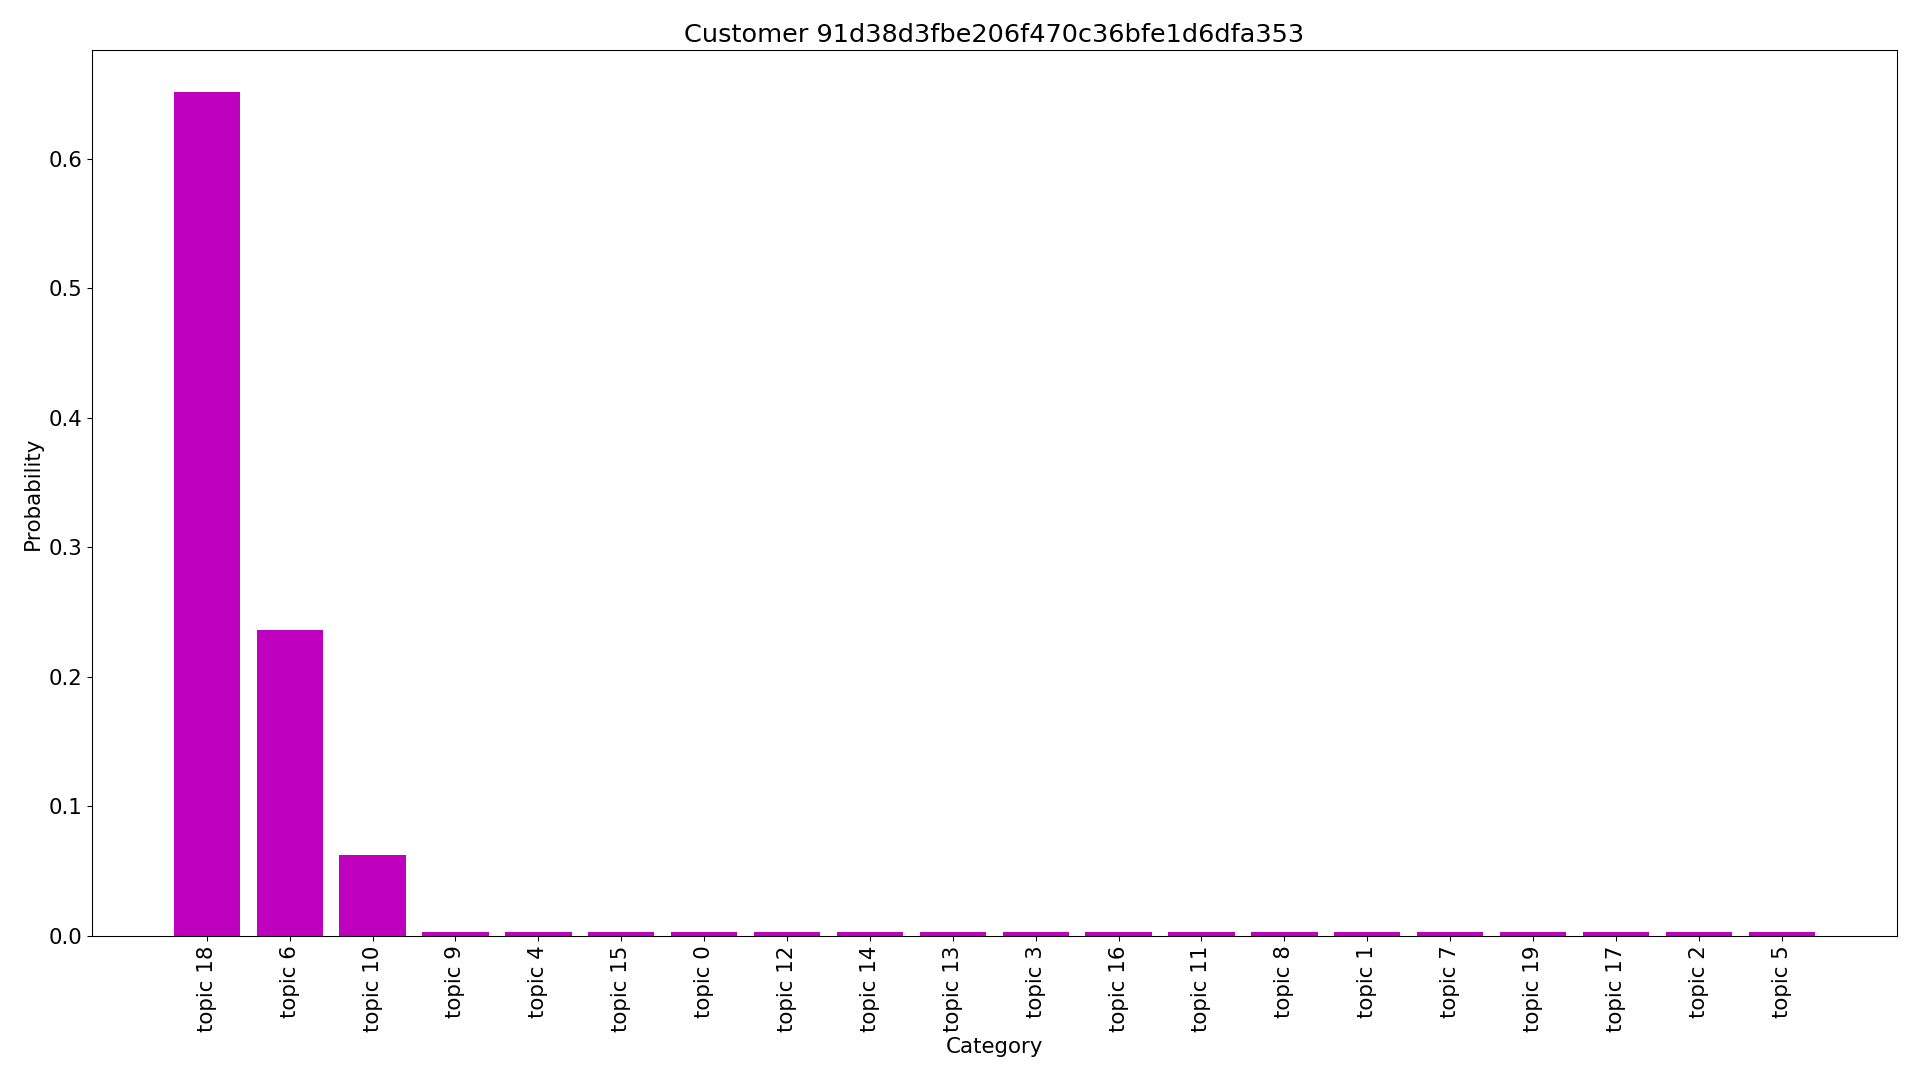 Customer 91d38d3fbe206f470c36bfe1d6dfa353
Probability
0.6
0.5
0.4
0.3
0.2
0.1
0.0
topic 18
topic 6
topic 10
topic 9
topic 4
topic 15
topic 0
topic 12
topic 14
topic 13
topic 3
topic 16
topic 11
topic 8
topic 1
topic 7
topic 19
topic 17
topic 2
topic 5
Category